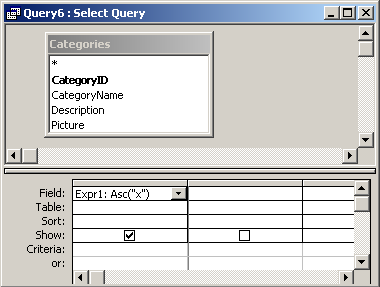 Query6 : Select Query
Categories
*
CategoryID
CategoryName
Description
Picture
Field: Expr1: Asc("x")
Table:
Sort:
Show:
Criteria:
or: